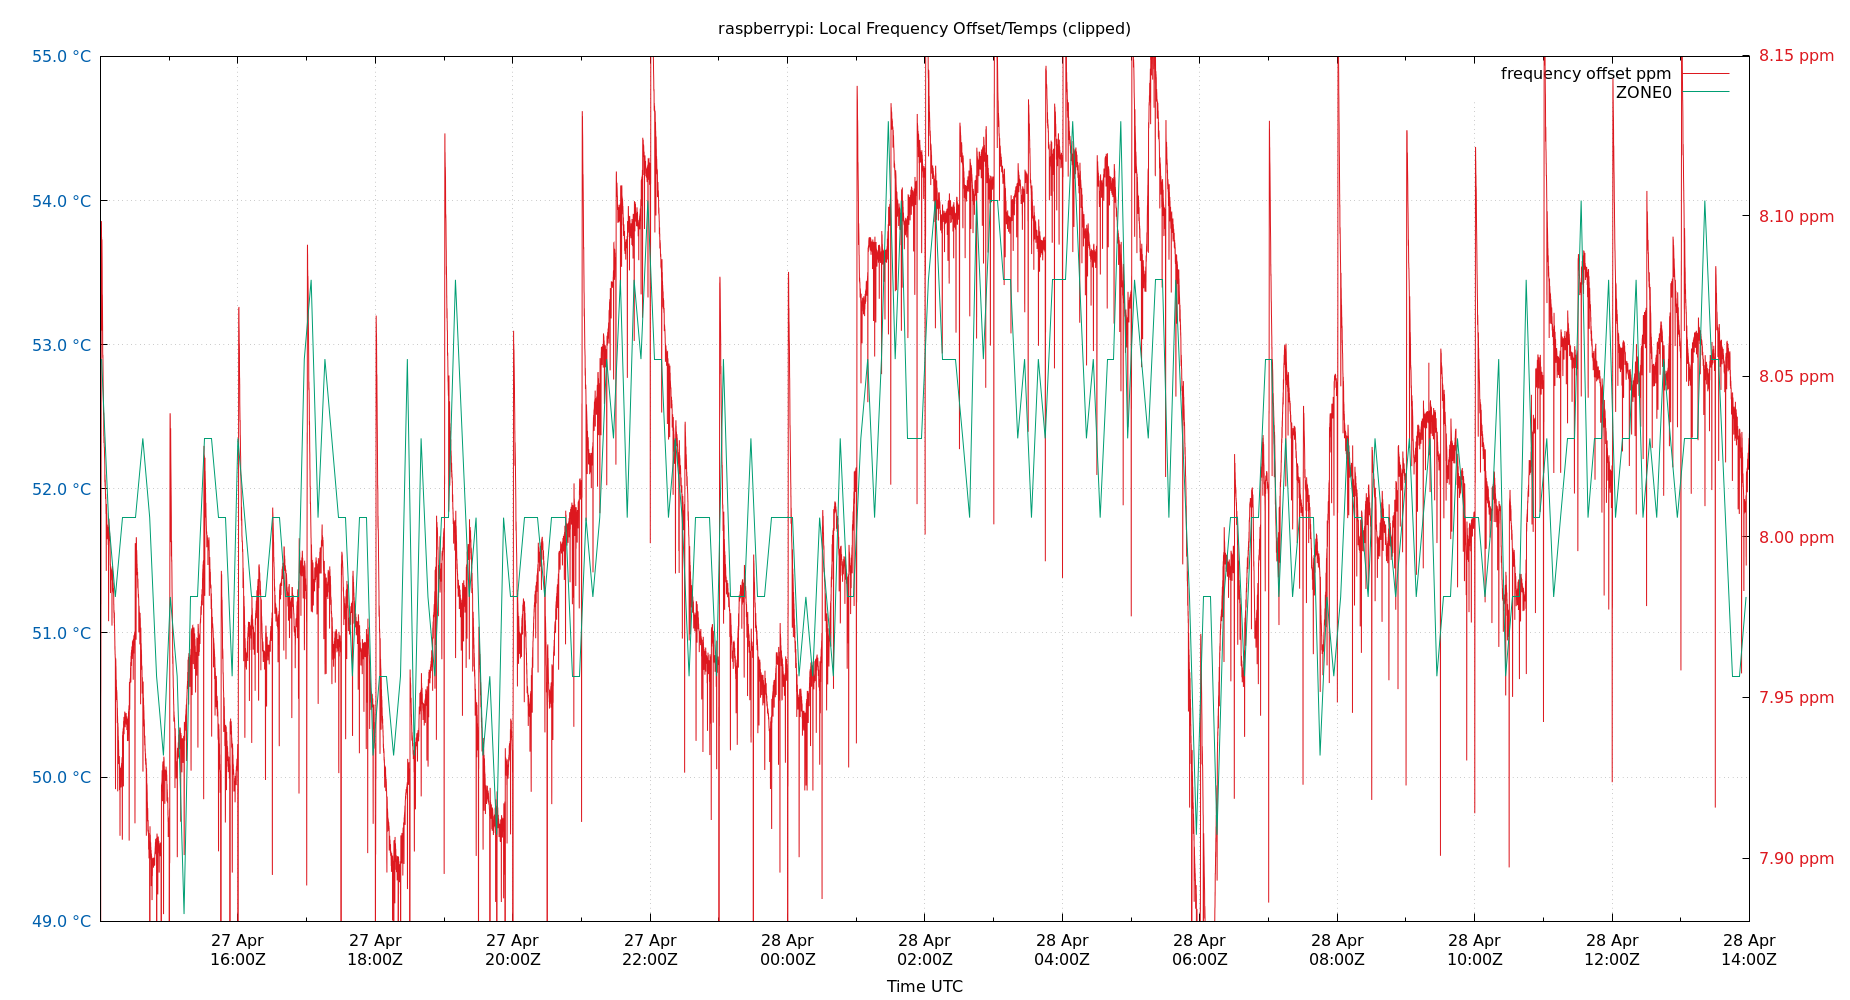 raspberrypi: Local Frequency Offset/Temps (clipped)
55.0 °C
54.0 °C
53.0 °C
52.0 °C
51.0 °C
50.0 °C
49.0 °C
8.15 ppm
8.10 ppm
8.05 ppm
8.00 ppm
7.95 ppm
7.90 ppm
frequency offset ppm
ZONE0
27 Apr
16:00Z
27 Apr
18:00Z
27 Apr
20:00Z
27 Apr
22:00Z
28 Apr
00:00Z
28 Apr
02:00Z
28 Apr
04:00Z
28 Apr
06:00Z
28 Apr
08:00Z
28 Apr
10:00Z
28 Apr
12:00Z
28 Apr
14:00Z
Time UTC